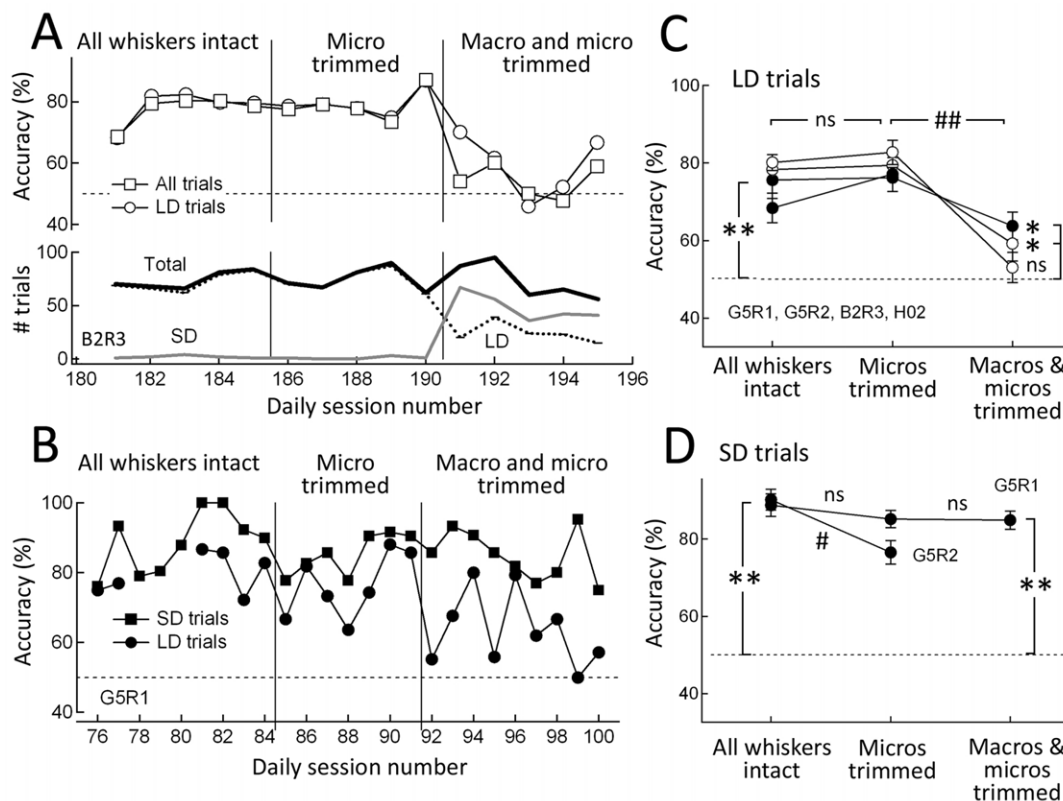 A
All whiskers intact
Micro
trimmed
Macro and micro
trimmed
Accuracy (%)
80
60
40
All trials
LD trials
# trials
100
50
0
Total
B2R3
SD
LD
180 182 184 186 188 190 192 194 196
Daily session number
B
All whiskers intact
Micro
trimmed
Macro and micro
trimmed
Accuracy (%)
100
80
60
40
SD trials
LD trials
G5R1
76 78 80 82 84 86 88 90 92 94 96 98 100
Daily session number
C
LD trials
Accuracy (%)
100
80
60
40
ns
##
**
*
*
ns
G5R1, G5R2, B2R3, H02
All whiskers
intact
Micros
trimmed
Macros &
micros
trimmed
D
SD trials
Accuracy (%)
100
80
60
40
ns
ns
G5R1
#
G5R2
**
**
All whiskers
intact
Micros
trimmed
Macros &
micros
trimmed